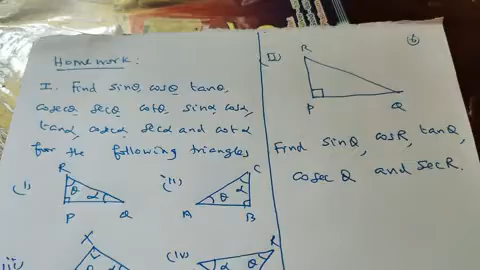 Homework:
I. Find sinθ, cosθ tanθ,
cosecθ, secθ cotθ, sinα, cosα,
tanα, cosecα, secα and cotα
for the following triangles
(i)
R
θ
α
P
Q
(ii)
C
α
θ
A
B
(iii)
X
(iv)
α
θ
R
(6)
(II)
R
P
Q
Find sinQ, cosR, tanQ,
cosec Q and secR.